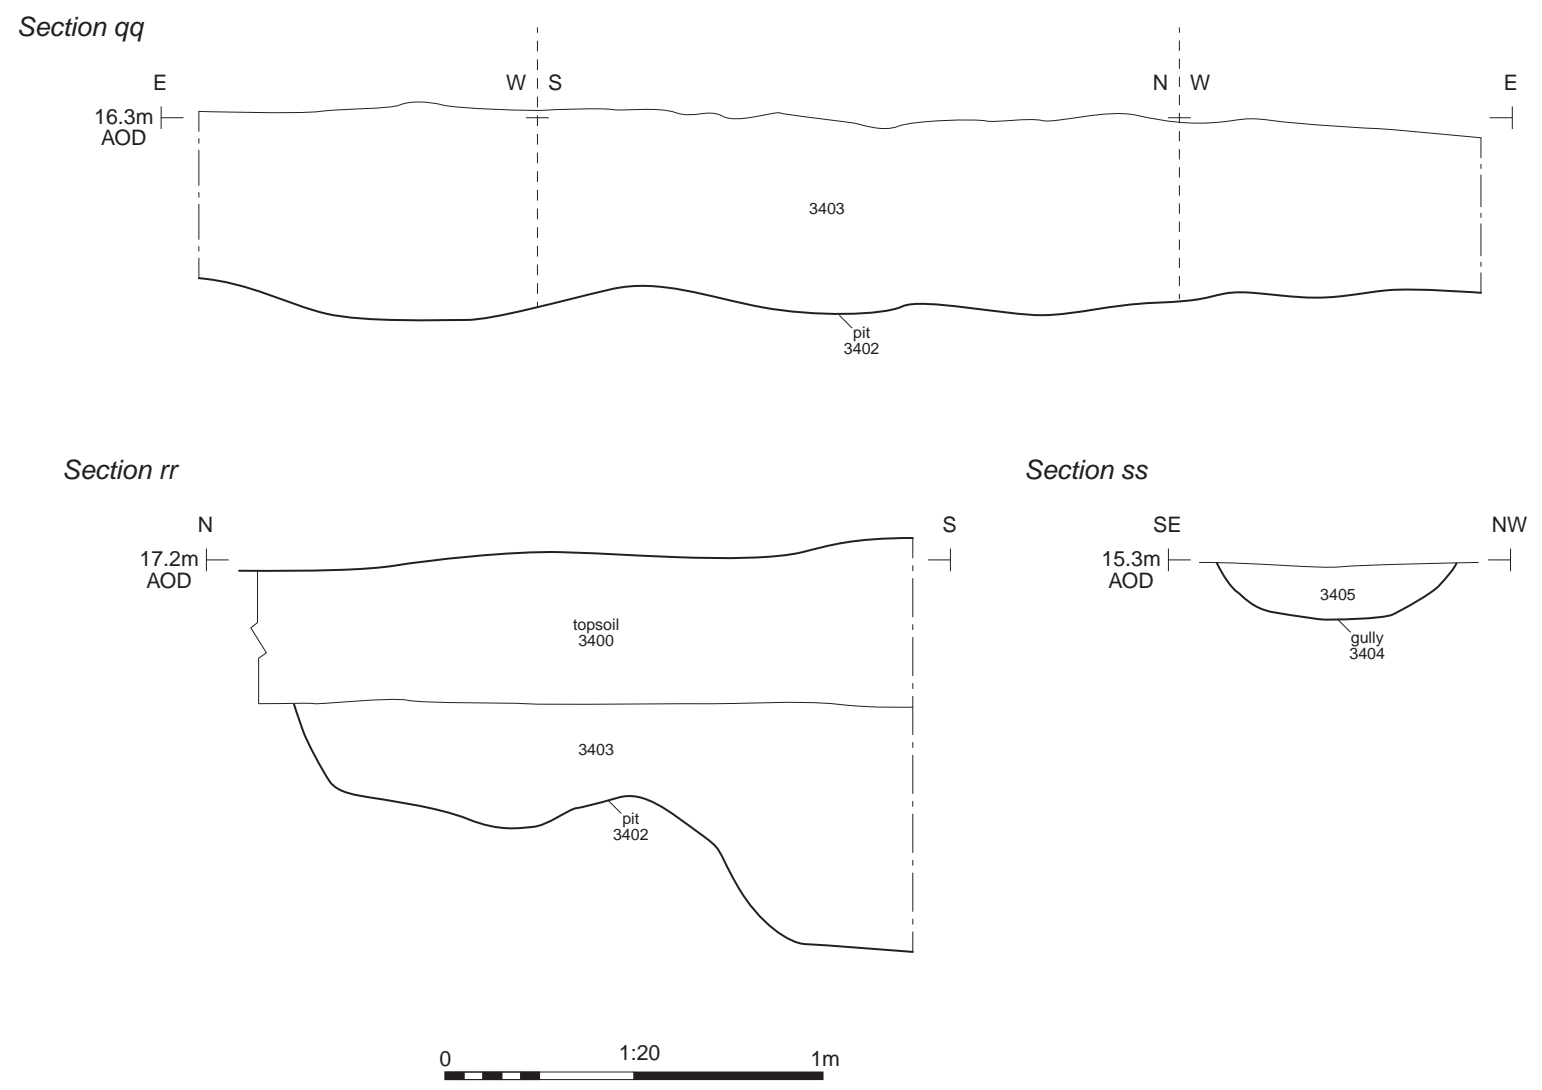 Section qq
E
W S
N W
E
16.3m
AOD
3403
pit
3402
Section rr
N
S
17.2m
AOD
topsoil
3400
3403
pit
3402
Section ss
SE
NW
15.3m
AOD
3405
gully
3404
0
1:20
1m